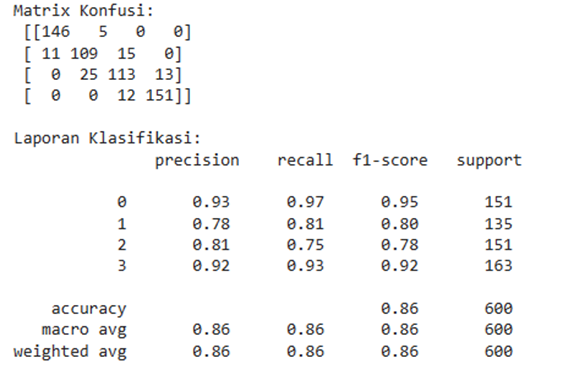 Matrix Konfusi:
[[146 5 0 0]
[ 11 109 15 0]
[ 0 25 113 13]
[ 0 0 12 151]]
Laporan Klasifikasi:
precision recall f1-score support
0 0.93 0.97 0.95 151
1 0.78 0.81 0.80 135
2 0.81 0.75 0.78 151
3 0.92 0.93 0.92 163
accuracy 0.86 600
macro avg 0.86 0.86 0.86 600
weighted avg 0.86 0.86 0.86 600